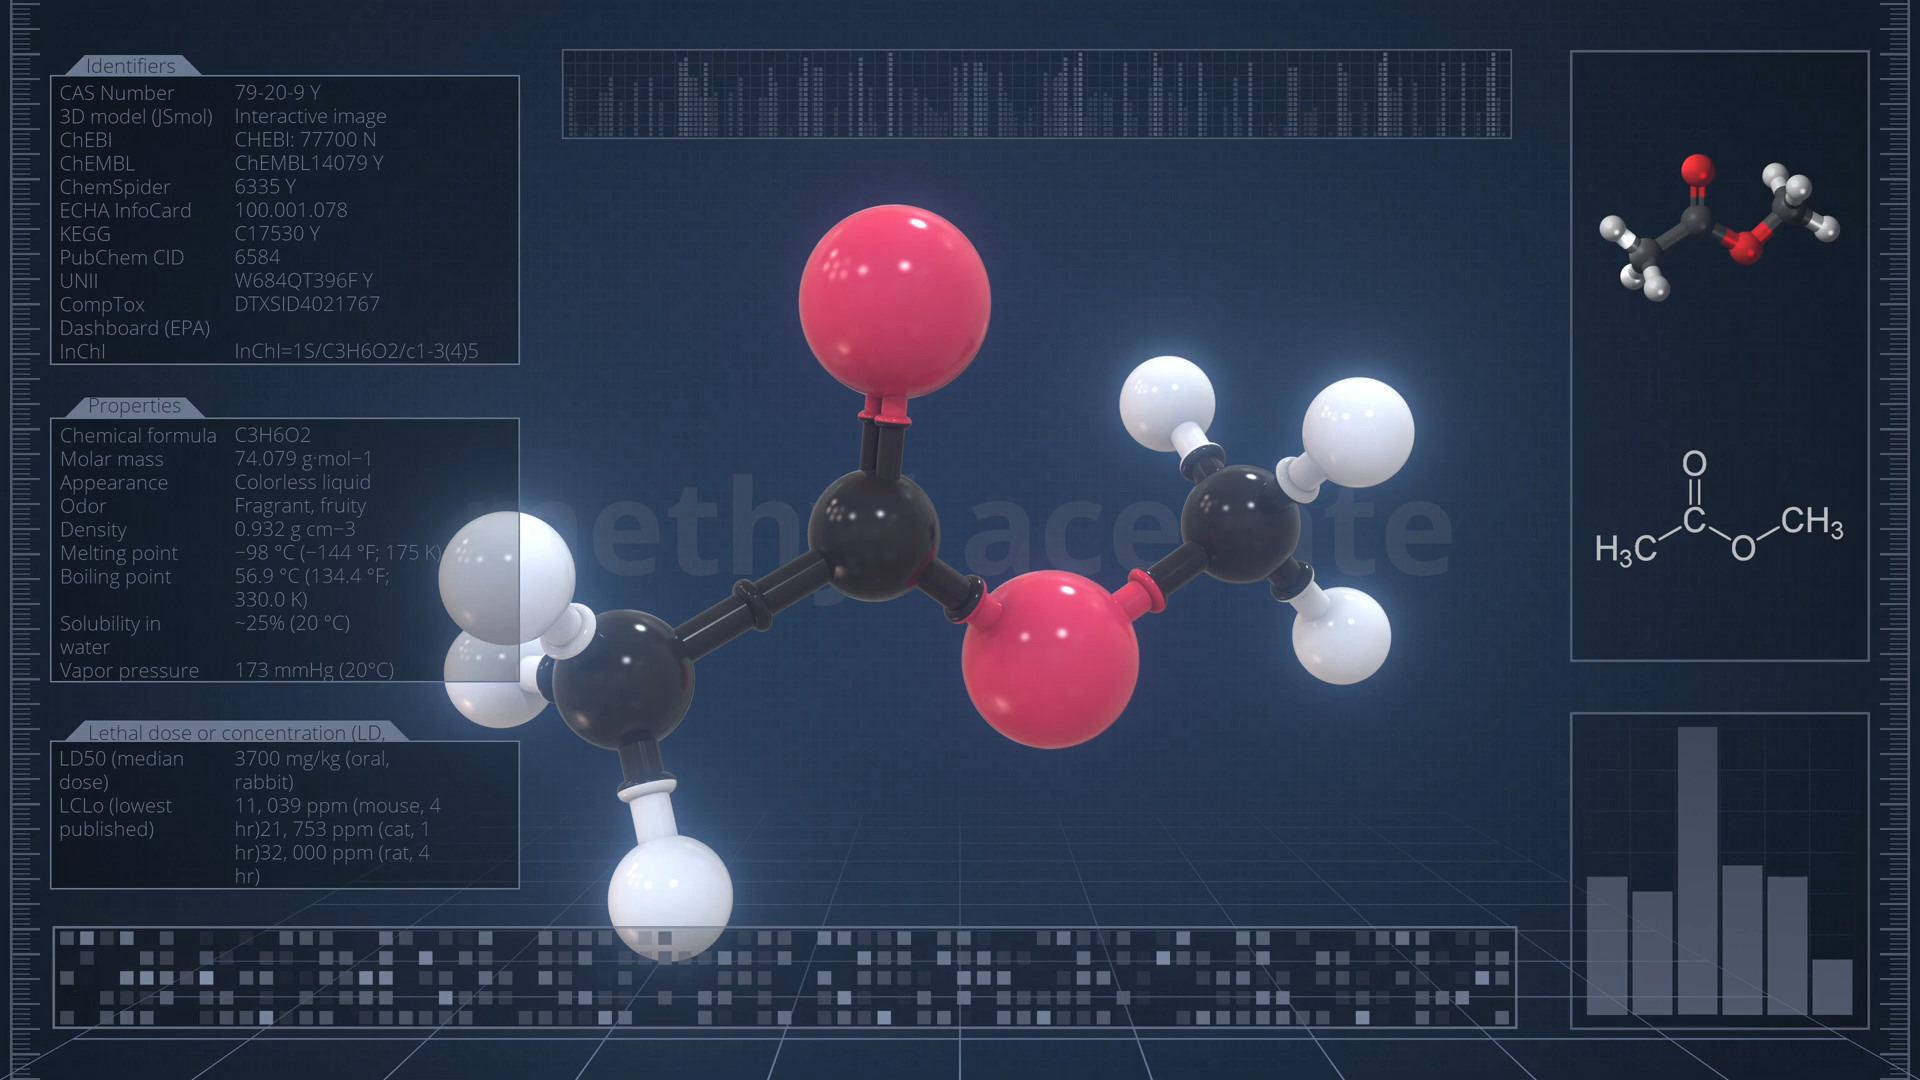 Identifiers
CAS Number 79-20-9 Y
3D model (JSmol) Interactive image
ChEBI CHEBI: 77700 N
ChEMBL ChEMBL14079 Y
ChemSpider 6335 Y
ECHA InfoCard 100.001.078
KEGG C17530 Y
PubChem CID 6584
UNII W684QT396F Y
CompTox DTXSID4021767
Dashboard (EPA)
InChI InChI=1S/C3H6O2/c1-3(4)5
Properties
Chemical formula C3H6O2
Molar mass 74.079 g·mol−1
Appearance Colorless liquid
Odor Fragrant, fruity
Density 0.932 g cm−3
Melting point −98 °C (−144 °F; 175 K)
Boiling point 56.9 °C (134.4 °F;
330.0 K)
Solubility in ~25% (20 °C)
water
Vapor pressure 173 mmHg (20°C)
Lethal dose or concentration (LD,
LD50 (median 3700 mg/kg (oral,
dose) rabbit)
LCLo (lowest 11, 039 ppm (mouse, 4
published) hr)21, 753 ppm (cat, 1
hr)32, 000 ppm (rat, 4
hr)
methyl acetate
O
H3C C O CH3